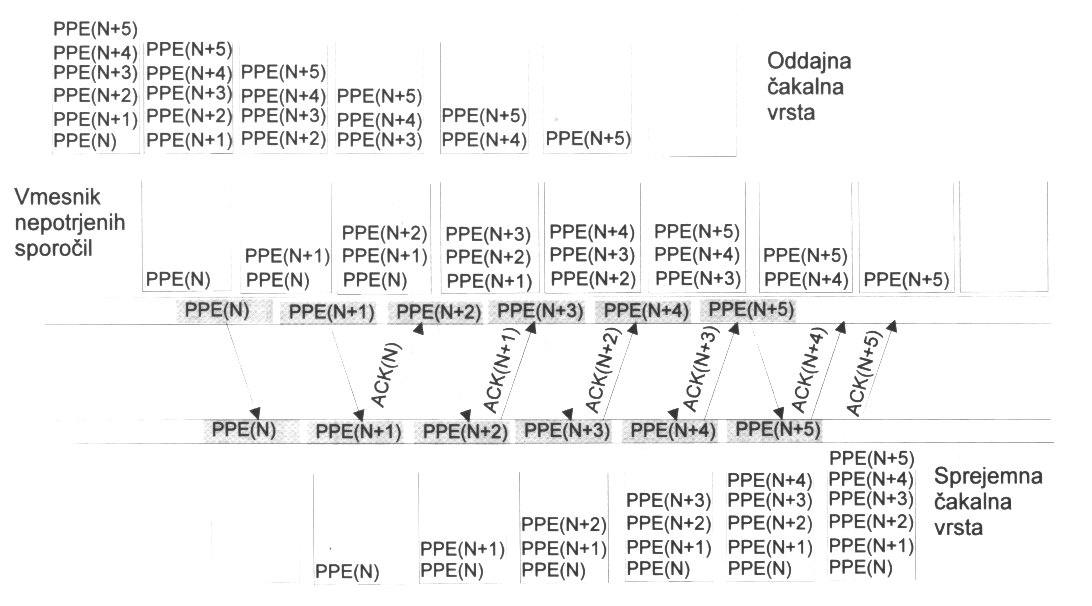 PPE(N+5)
PPE(N+4) PPE(N+5)
PPE(N+3) PPE(N+4) PPE(N+5)
PPE(N+2) PPE(N+3) PPE(N+4) PPE(N+5)
PPE(N+1) PPE(N+2) PPE(N+3) PPE(N+4) PPE(N+5)
PPE(N) PPE(N+1) PPE(N+2) PPE(N+3) PPE(N+4) PPE(N+5)
Oddajna
čakalna
vrsta
Vmesnik
nepotrjenih
sporočil
PPE(N+2) PPE(N+3) PPE(N+4) PPE(N+5)
PPE(N+1) PPE(N+1) PPE(N+2) PPE(N+3) PPE(N+4) PPE(N+5)
PPE(N) PPE(N) PPE(N) PPE(N+1) PPE(N+2) PPE(N+3) PPE(N+4) PPE(N+5)
PPE(N) PPE(N+1) PPE(N+2) PPE(N+3) PPE(N+4) PPE(N+5)
ACK(N) ACK(N+1) ACK(N+2) ACK(N+3) ACK(N+4) ACK(N+5)
PPE(N) PPE(N+1) PPE(N+2) PPE(N+3) PPE(N+4) PPE(N+5)
PPE(N+5)
PPE(N+4) PPE(N+4)
PPE(N+3) PPE(N+3) PPE(N+3)
PPE(N+2) PPE(N+2) PPE(N+2) PPE(N+2)
PPE(N+1) PPE(N+1) PPE(N+1) PPE(N+1) PPE(N+1)
PPE(N) PPE(N) PPE(N) PPE(N) PPE(N) PPE(N)
Sprejemna
čakalna
vrsta